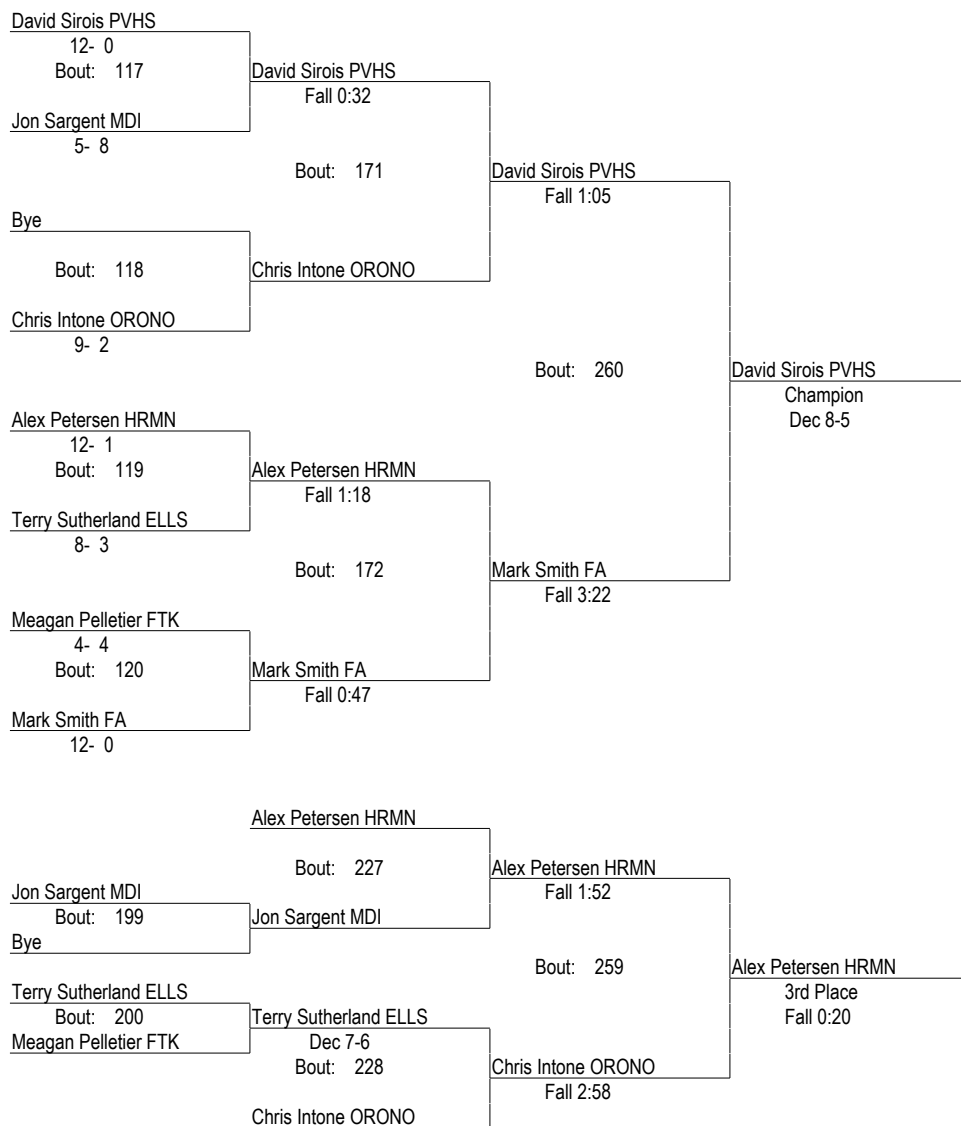 David Sirois PVHS
12- 0
Bout: 117
David Sirois PVHS
Fall 0:32
Jon Sargent MDI
5- 8
Bout: 171
David Sirois PVHS
Fall 1:05
Bye
Bout: 118
Chris Intone ORONO
Chris Intone ORONO
9- 2
Bout: 260
David Sirois PVHS
Champion
Dec 8-5
Alex Petersen HRMN
12- 1
Bout: 119
Alex Petersen HRMN
Fall 1:18
Terry Sutherland ELLS
8- 3
Bout: 172
Mark Smith FA
Fall 3:22
Meagan Pelletier FTK
4- 4
Bout: 120
Mark Smith FA
Fall 0:47
Mark Smith FA
12- 0
Alex Petersen HRMN
Bout: 227
Alex Petersen HRMN
Fall 1:52
Jon Sargent MDI
Bout: 199
Jon Sargent MDI
Bye
Bout: 259
Alex Petersen HRMN
3rd Place
Fall 0:20
Terry Sutherland ELLS
Bout: 200
Terry Sutherland ELLS
Meagan Pelletier FTK
Dec 7-6
Bout: 228
Chris Intone ORONO
Fall 2:58
Chris Intone ORONO